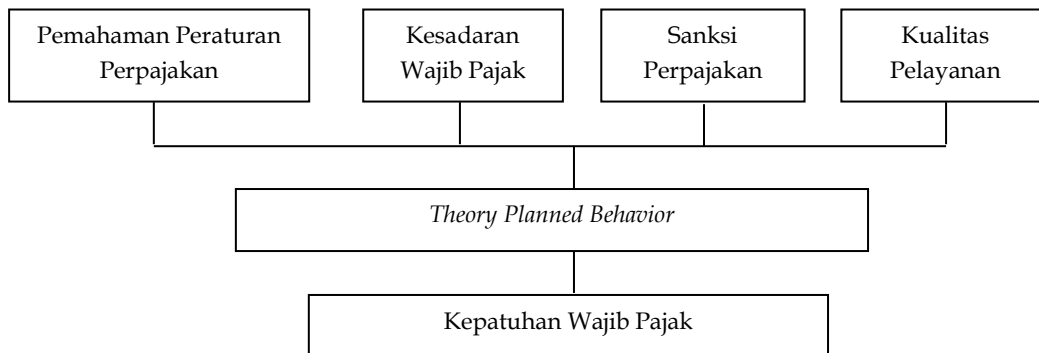 Pemahaman Peraturan
Perpajakan
Kesadaran
Wajib Pajak
Sanksi
Perpajakan
Kualitas
Pelayanan
Theory Planned Behavior
Kepatuhan Wajib Pajak